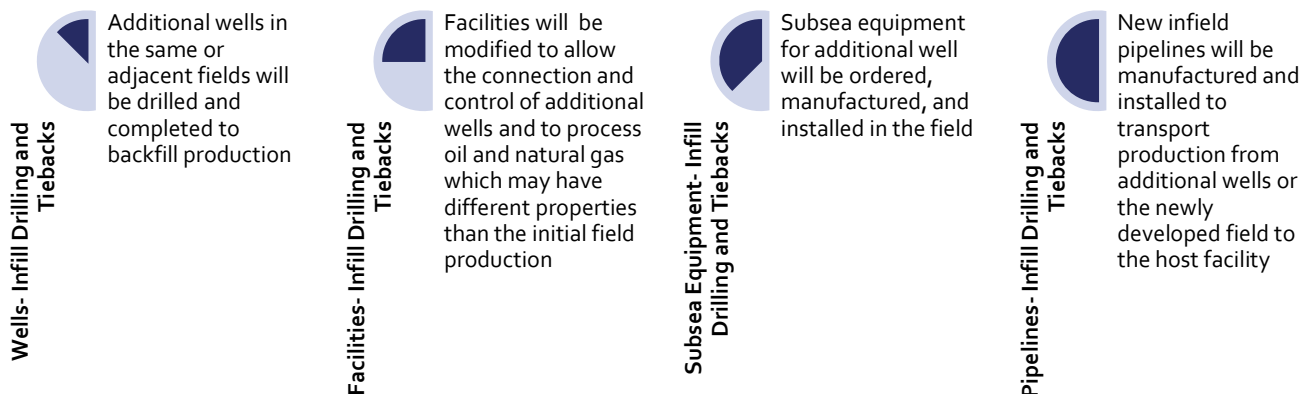 Wells- Infill Drilling and
Tiebacks
Additional wells in
the same or
adjacent fields will
be drilled and
completed to
backfill production
Facilities- Infill Drilling and
Tiebacks
Facilities will be
modified to allow
the connection and
control of additional
wells and to process
oil and natural gas
which may have
different properties
than the initial field
production
Subsea Equipment- Infill
Drilling and Tiebacks
Subsea equipment
for additional well
will be ordered,
manufactured, and
installed in the field
Pipelines- Infill Drilling and
Tiebacks
New infield
pipelines will be
manufactured and
installed to
transport
production from
additional wells or
the newly
developed field to
the host facility